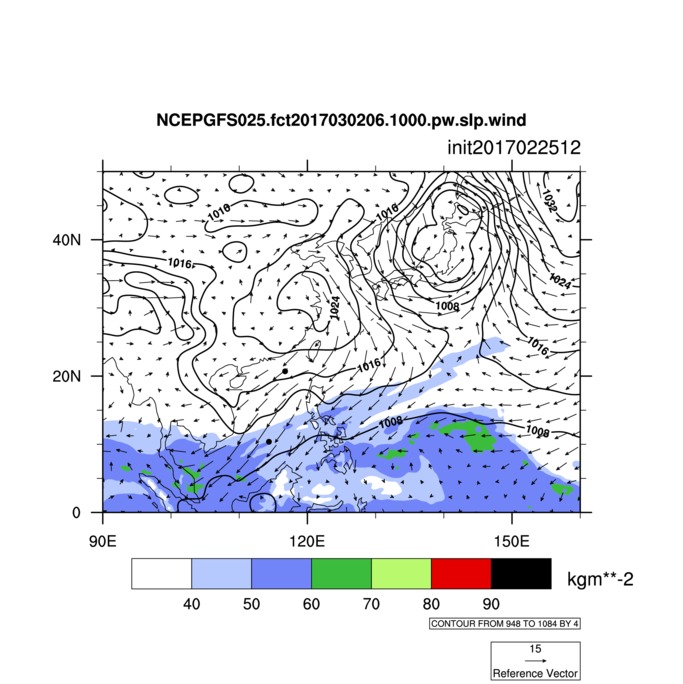 NCEPGFS025.fct2017030206.1000.pw.slp.wind
init2017022512
1016
1016
1032
40N
1016
1024
1024
1008
1016
20N
1016
1008
1008
0
90E 120E 150E
kgm**-2
40 50 60 70 80 90
CONTOUR FROM 948 TO 1084 BY 4
15
Reference Vector